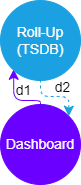 Roll-Up
(TSDB)
d1
d2
Dashboard